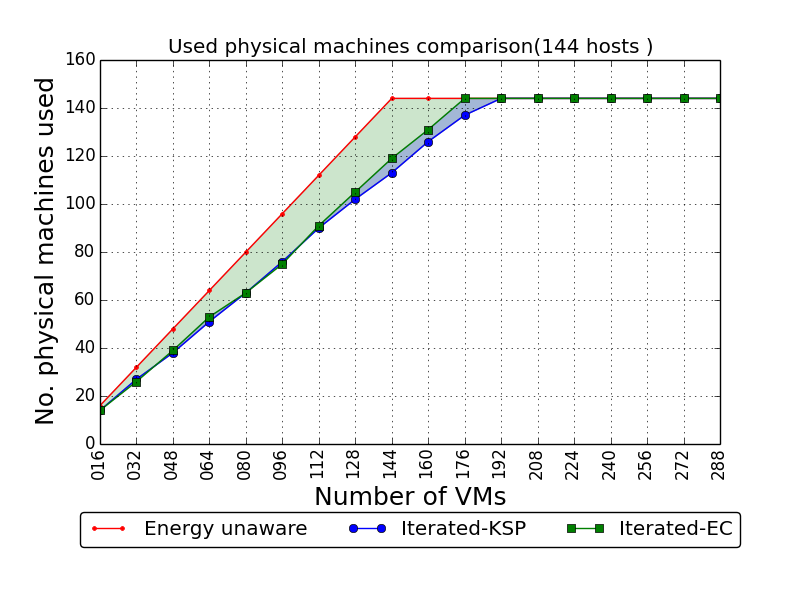 Used physical machines comparison(144 hosts )
No. physical machines used
160
140
120
100
80
60
40
20
0
016 032 048 064 080 096 112 128 144 160 176 192 208 224 240 256 272 288
Number of VMs
Energy unaware Iterated-KSP Iterated-EC